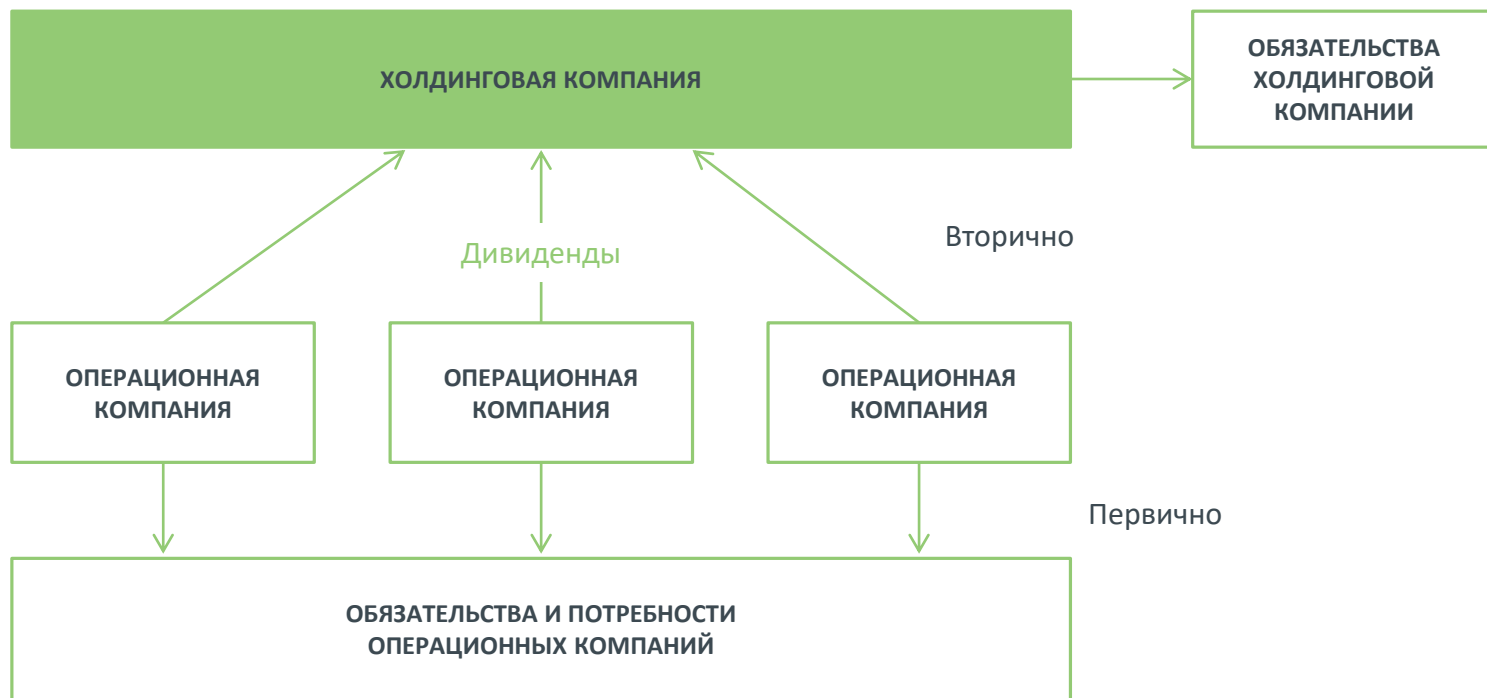 ХОЛДИНГОВАЯ КОМПАНИЯ
ОБЯЗАТЕЛЬСТВА
ХОЛДИНГОВОЙ
КОМПАНИИ
Вторично
Дивиденды
ОПЕРАЦИОННАЯ
КОМПАНИЯ
ОПЕРАЦИОННАЯ
КОМПАНИЯ
ОПЕРАЦИОННАЯ
КОМПАНИЯ
Первично
ОБЯЗАТЕЛЬСТВА И ПОТРЕБНОСТИ
ОПЕРАЦИОННЫХ КОМПАНИЙ